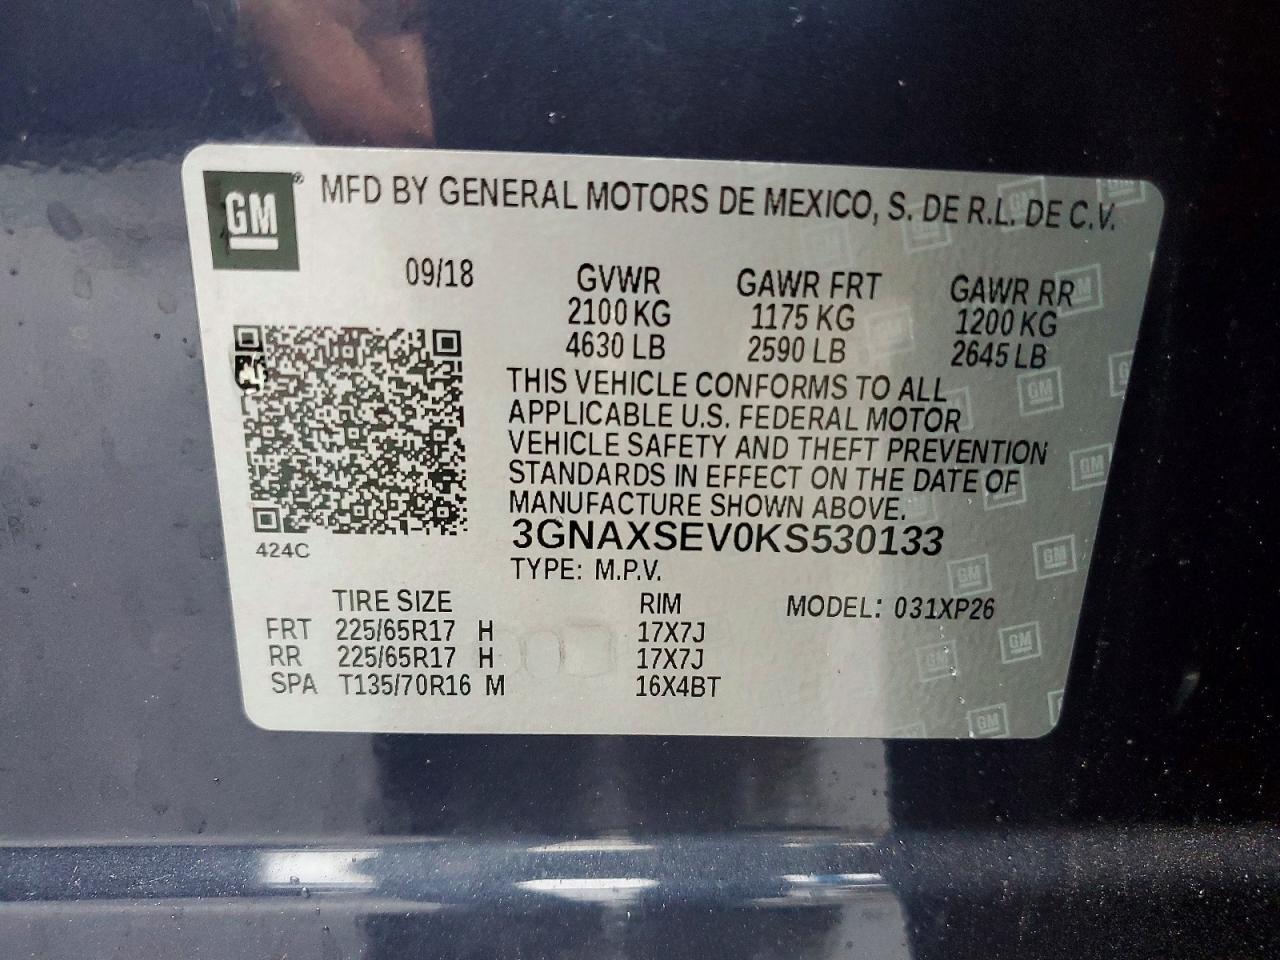 GM ® MFD BY GENERAL MOTORS DE MEXICO, S. DE R.L. DE C.V.
09/18 GVWR GAWR FRT GAWR RR
2100 KG 1175 KG 1200 KG
4630 LB 2590 LB 2645 LB
THIS VEHICLE CONFORMS TO ALL
APPLICABLE U.S. FEDERAL MOTOR
VEHICLE SAFETY AND THEFT PREVENTION
STANDARDS IN EFFECT ON THE DATE OF
MANUFACTURE SHOWN ABOVE.
3GNAXSEV0KS530133
424C
TYPE: M.P.V.
TIRE SIZE RIM MODEL: 031XP26
FRT 225/65R17 H 17X7J
RR 225/65R17 H 17X7J
SPA T135/70R16 M 16X4BT